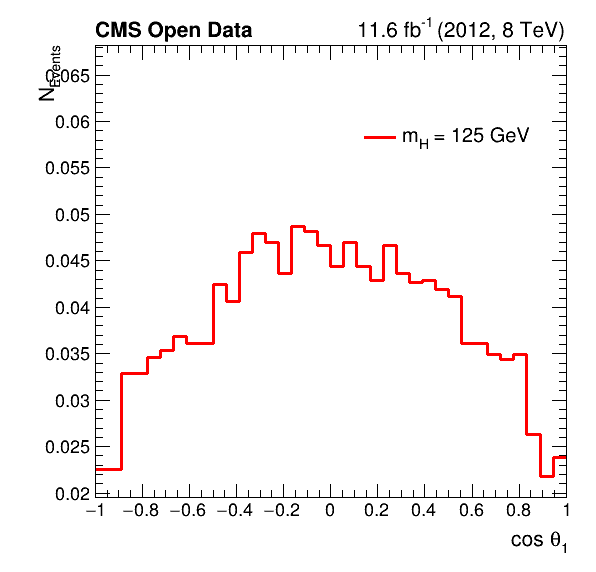 CMS Open Data 11.6 fb⁻¹ (2012, 8 TeV)
N_Events
0.065
0.06
m_H = 125 GeV
0.055
0.05
0.045
0.04
0.035
0.03
0.025
0.02
−1 −0.8 −0.6 −0.4 −0.2 0 0.2 0.4 0.6 0.8 1
cos θ₁